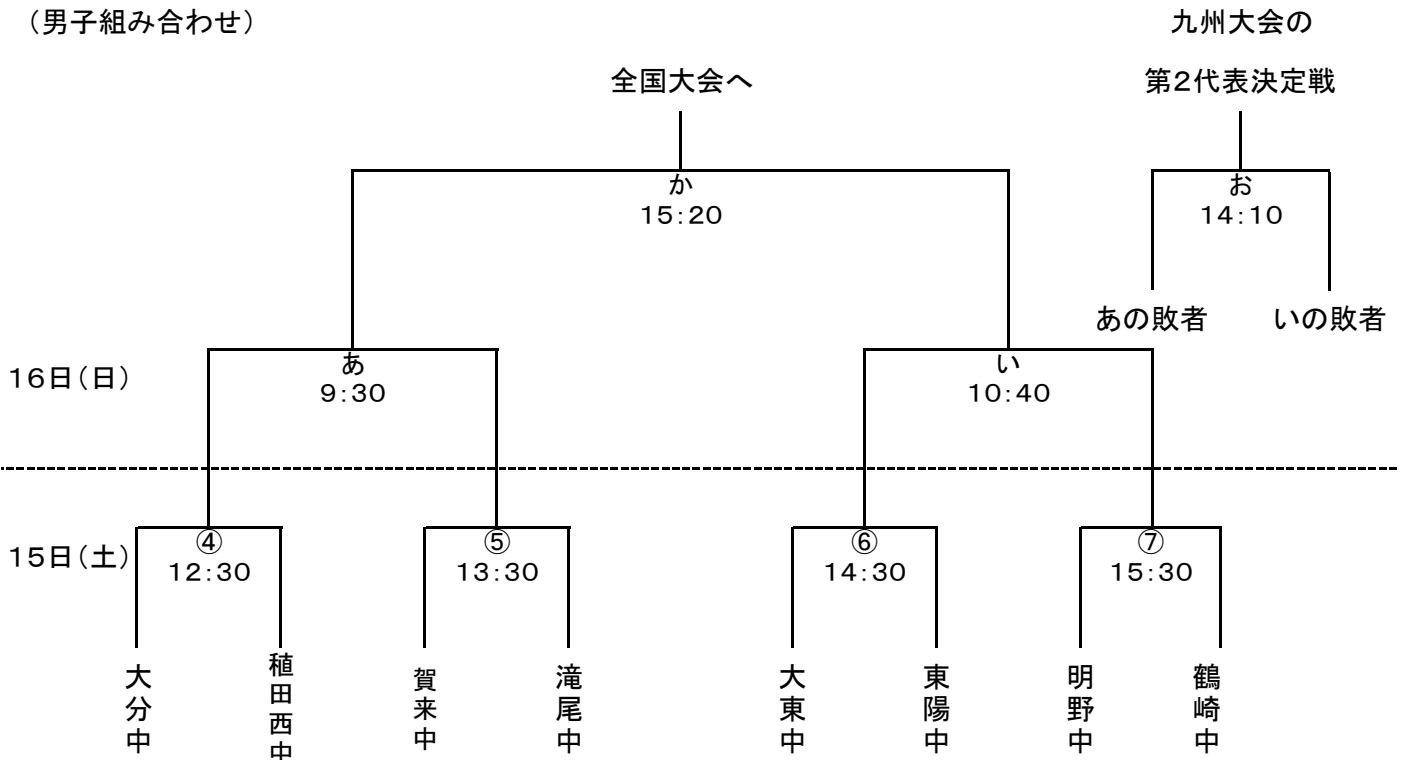 （男子組み合わせ）
九州大会の
全国大会へ
第２代表決定戦
か
15：20
お
14：10
あの敗者
いの敗者
16日（日）
あ
9：30
い
10：40
15日（土）
④
12：30
⑤
13：30
⑥
14：30
⑦
15：30
大分中
稙田西中
賀来中
滝尾中
大東中
東陽中
明野中
鶴崎中